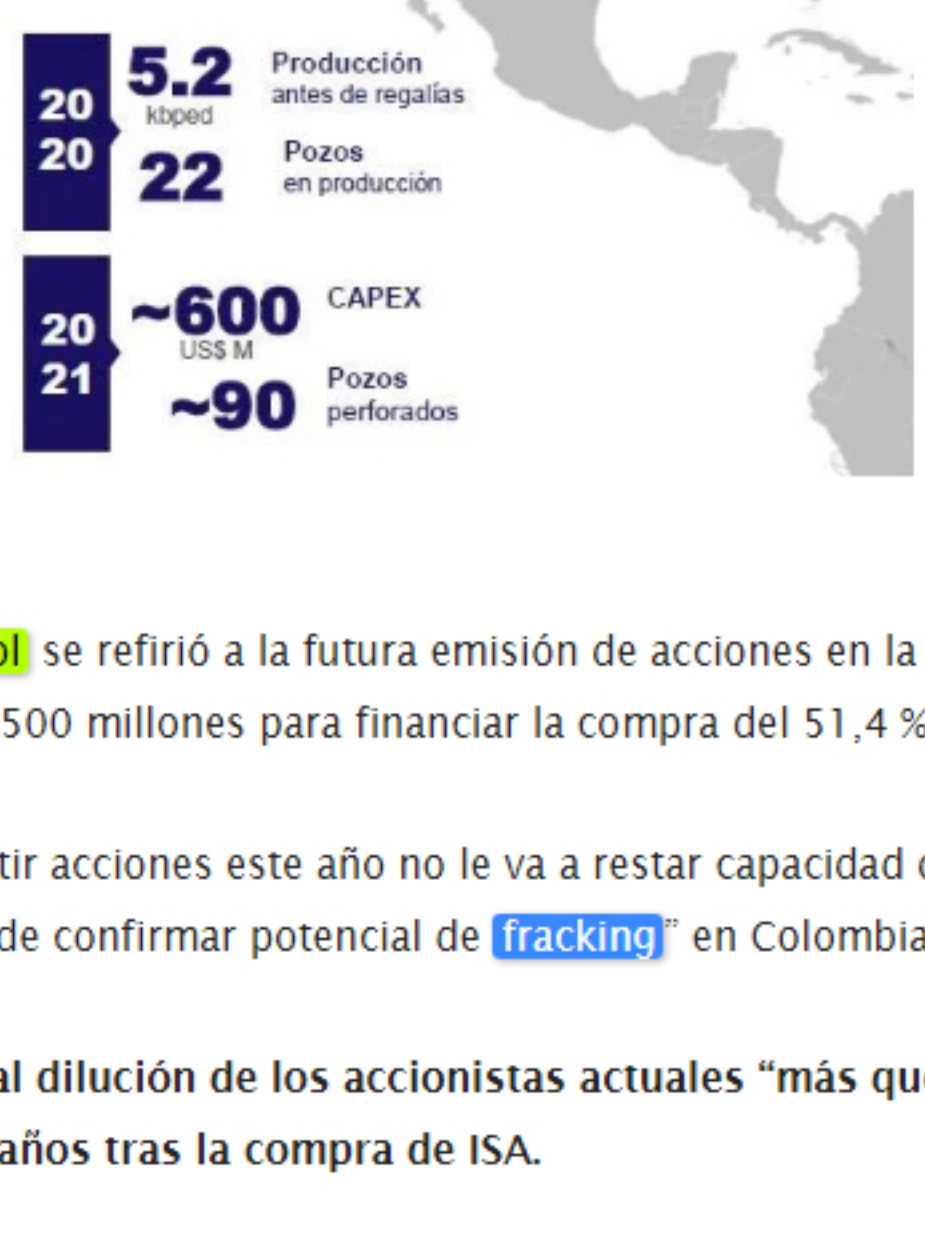 20
20
5.2
kbped
Producción
antes de regalías
22
Pozos
en producción
20
21
~600
US$ M
CAPEX
~90
Pozos
perforados
ol se refirió a la futura emisión de acciones en la
500 millones para financiar la compra del 51,4 %
tir acciones este año no le va a restar capacidad
de confirmar potencial de fracking” en Colombia
al dilución de los accionistas actuales “más que
años tras la compra de ISA.